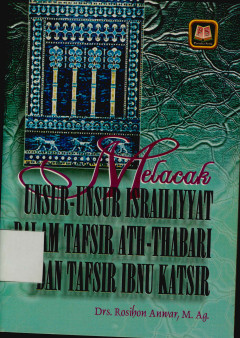 Melacak
UNSUR-UNSUR ISRAILIYYAT
DALAM TAFSIR ATH-THABARI
DAN TAFSIR IBNU KATSIR
Drs. Rosihon Anwar, M. Ag.